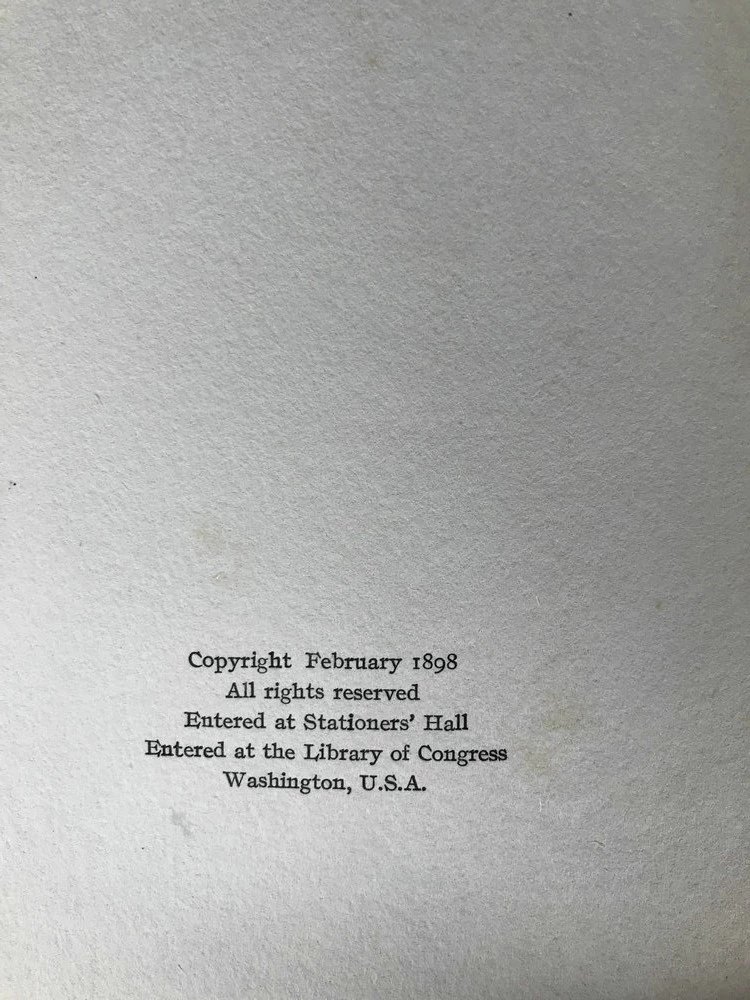 Copyright February 1898
All rights reserved
Entered at Stationers' Hall
Entered at the Library of Congress
Washington, U.S.A.